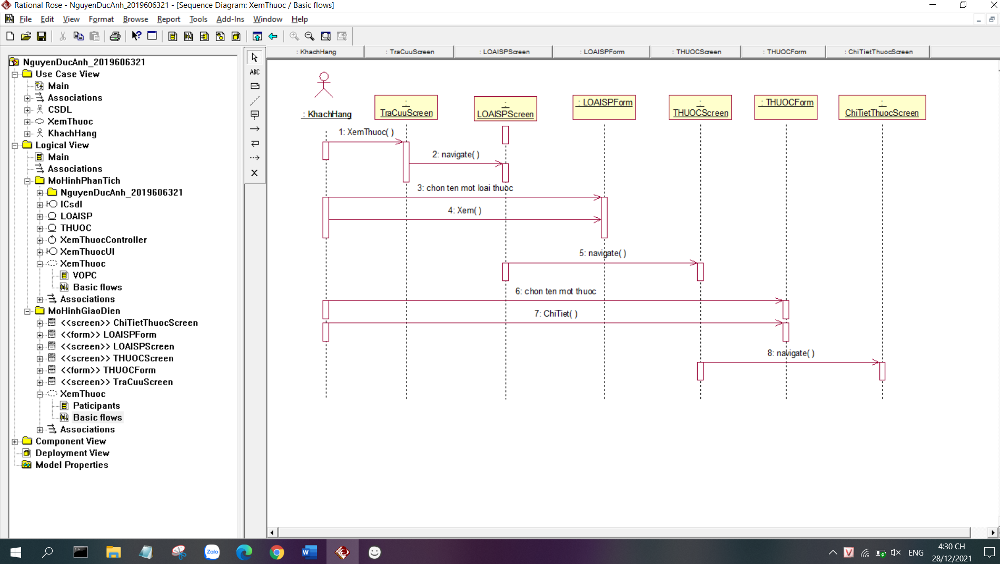 Rational Rose - NguyenDucAnh_2019606321 - [Sequence Diagram: XemThuoc / Basic flows]
File Edit View Format Browse Report Tools Add-Ins Window Help
: KhachHang : TraCuuScreen : LOAISPScreen : LOAISPForm : THUOCScreen : THUOCForm : ChiTietThuocScreen
NguyenDucAnh_2019606321
Use Case View
Main
Associations
CSDL
XemThuoc
KhachHang
Logical View
Main
Associations
MoHinhPhanTich
NguyenDucAnh_2019606321
ICsdl
LOAISP
THUOC
XemThuocController
XemThuocUI
XemThuoc
VOPC
Basic flows
Associations
MoHinhGiaoDien
<<screen>> ChiTietThuocScreen
<<form>> LOAISPForm
<<screen>> LOAISPScreen
<<screen>> THUOCScreen
<<form>> THUOCForm
<<screen>> TraCuuScreen
XemThuoc
Paticipants
Basic flows
Associations
Component View
Deployment View
Model Properties
ABC
: KhachHang
:
TraCuuScreen
:
LOAISPScreen
: LOAISPForm
:
THUOCScreen
: THUOCForm
:
ChiTietThuocScreen
1: XemThuoc( )
2: navigate( )
3: chon ten mot loai thuoc
4: Xem( )
5: navigate( )
6: chon ten mot thuoc
7: ChiTiet( )
8: navigate( )
Zalo
ENG
4:30 CH
28/12/2021